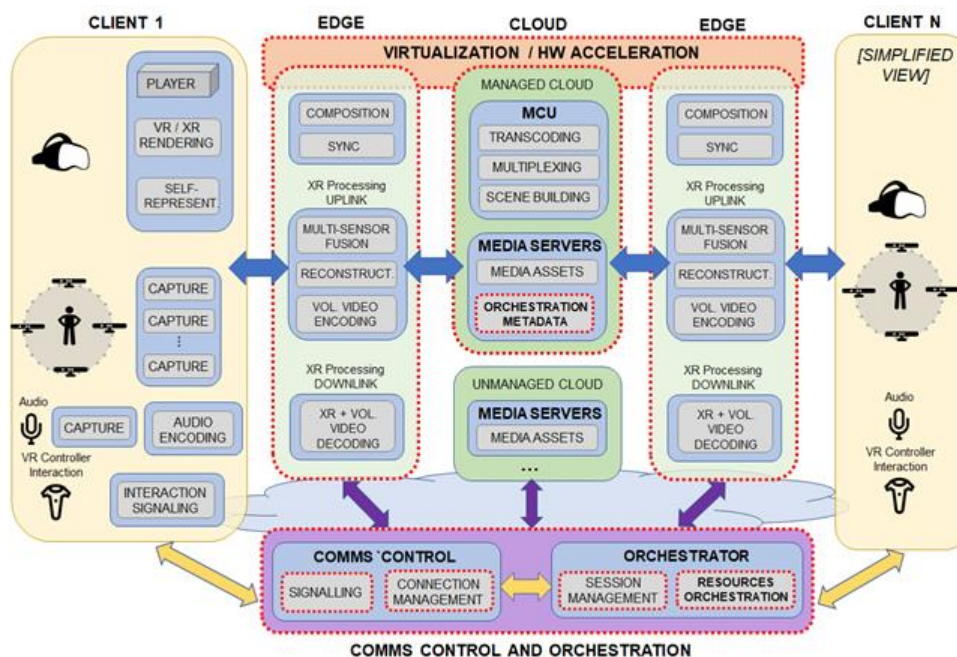 CLIENT 1
EDGE
CLOUD
EDGE
CLIENT N
VIRTUALIZATION / HW ACCELERATION
[SIMPLIFIED
VIEW]
PLAYER
VR / XR
RENDERING
SELF-
REPRESENT.
CAPTURE
CAPTURE
⋮
CAPTURE
Audio
CAPTURE
AUDIO
ENCODING
VR Controller
Interaction
INTERACTION
SIGNALING
COMPOSITION
SYNC
XR Processing
UPLINK
MULTI-SENSOR
FUSION
RECONSTRUCT.
VOL. VIDEO
ENCODING
XR Processing
DOWNLINK
XR + VOL.
VIDEO
DECODING
MANAGED CLOUD
MCU
TRANSCODING
MULTIPLEXING
SCENE BUILDING
MEDIA SERVERS
MEDIA ASSETS
ORCHESTRATION
METADATA
UNMANAGED CLOUD
MEDIA SERVERS
MEDIA ASSETS
...
COMPOSITION
SYNC
XR Processing
UPLINK
MULTI-SENSOR
FUSION
RECONSTRUCT.
VOL. VIDEO
ENCODING
XR Processing
DOWNLINK
XR + VOL.
VIDEO
DECODING
Audio
VR Controller
Interaction
COMMS `CONTROL
SIGNALLING
CONNECTION
MANAGEMENT
ORCHESTRATOR
SESSION
MANAGEMENT
RESOURCES
ORCHESTRATION
COMMS CONTROL AND ORCHESTRATION